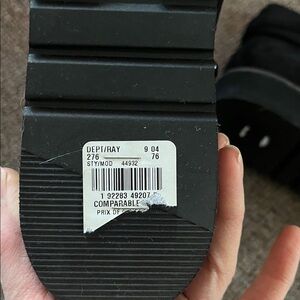 DEPT/RAY 9 04
276 76
STY/MOD 44932
1 92283 49207
COMPARABLE
PRIX DE